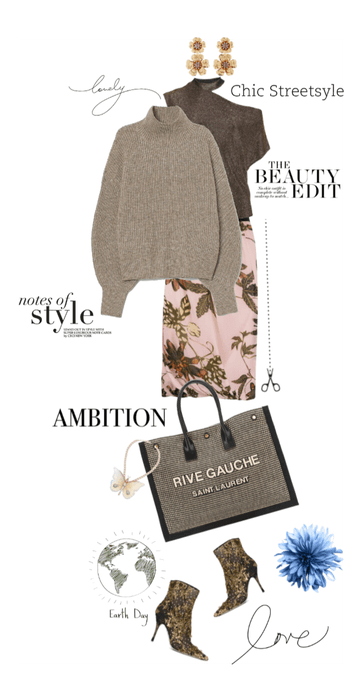 lovely
Chic Streetsyle
THE
BEAUTY
EDIT
notes of
style
AMBITION
RIVE GAUCHE
SAINT LAURENT
Earth Day
love